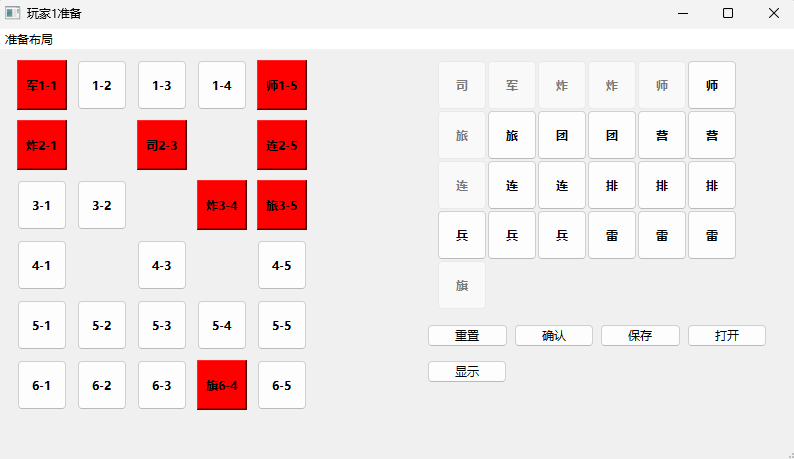 玩家1准备
准备布局
军1-1 1-2 1-3 1-4 师1-5
炸2-1 司2-3 连2-5
3-1 3-2 炸3-4 旅3-5
4-1 4-3 4-5
5-1 5-2 5-3 5-4 5-5
6-1 6-2 6-3 旗6-4 6-5
司 军 炸 炸 师 师
旅 旅 团 团 营 营
连 连 连 排 排 排
兵 兵 兵 雷 雷 雷
旗
重置 确认 保存 打开
显示